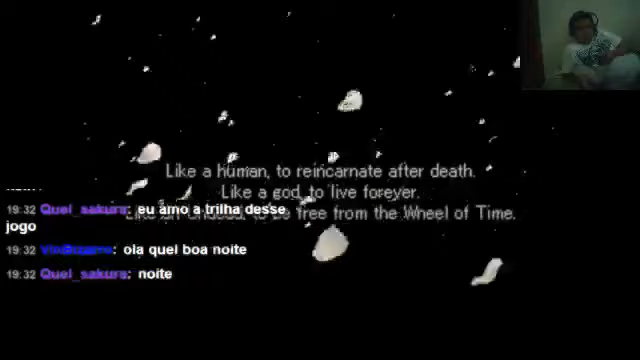 Like a human, to reincarnate after death.
Like a god, to live forever.
to be free from the Wheel of Time.
19:32 Quel_sakura: eu amo a trilha desse
jogo
19:32 ola quel boa noite
19:32 Quel_sakura: noite